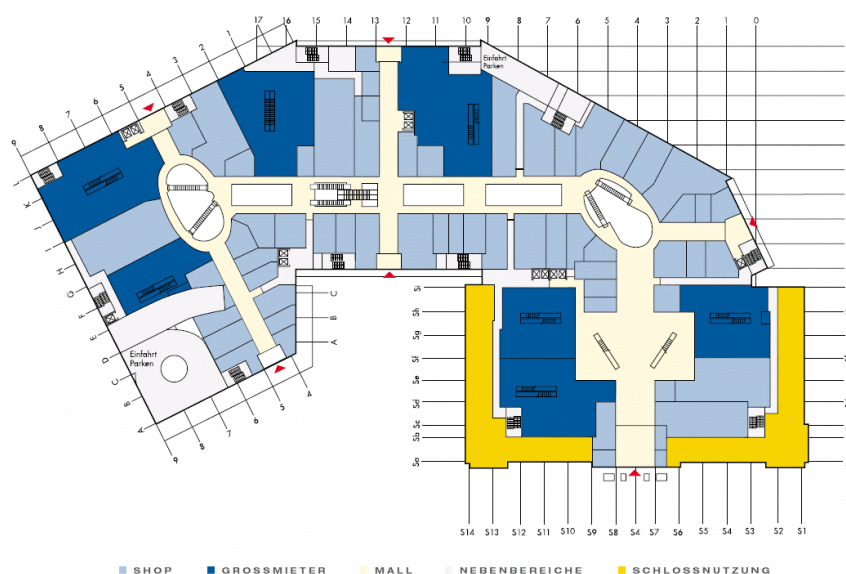 17 16 15 14 13 12 11 10 9 8 7 6 5 4 3 2 1 0
1
2
3
4
5
6
7
8
9
Einfahrt
Parken
L
K
J
I
H
G
F
E
D
C
B
A
C
B
A
Einfahrt
Parken
4
5
6
7
8
9
Si
Sh
Sg
Sf
Se
Sd
Sc
Sb
Sa
S14 S13 S12 S11 S10 S9 S8 S4 S7 S6 S5 S4 S3 S2 S1
SHOP GROSSMIETER MALL NEBENBEREICHE SCHLOSSNUTZUNG